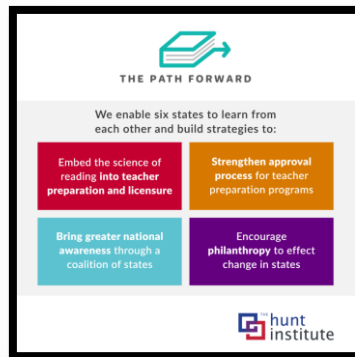 THE PATH FORWARD
We enable six states to learn from
each other and build strategies to:
Embed the science of
reading into teacher
preparation and licensure
Strengthen approval
process for teacher
preparation programs
Bring greater national
awareness through a
coalition of states
Encourage
philanthropy to effect
change in states
THE
hunt
institute